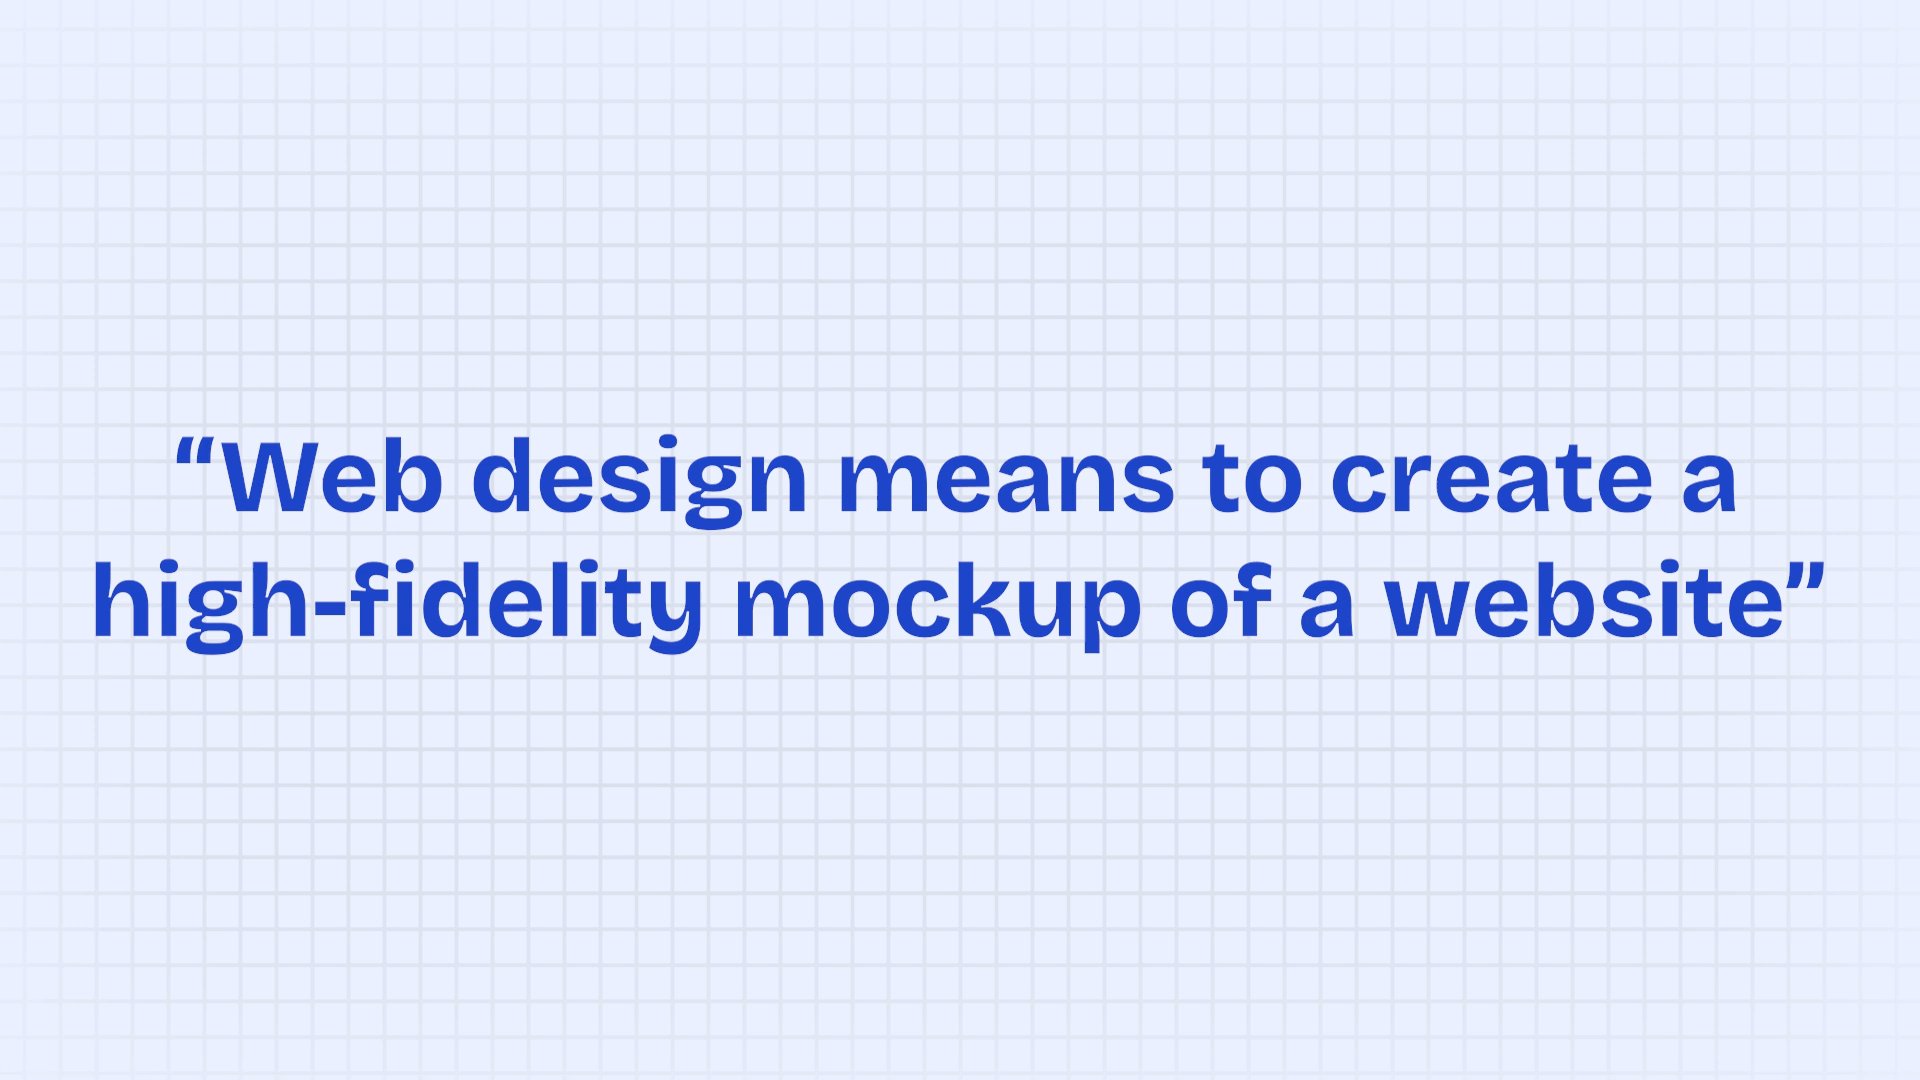 “Web design means to create a
high-fidelity mockup of a website”